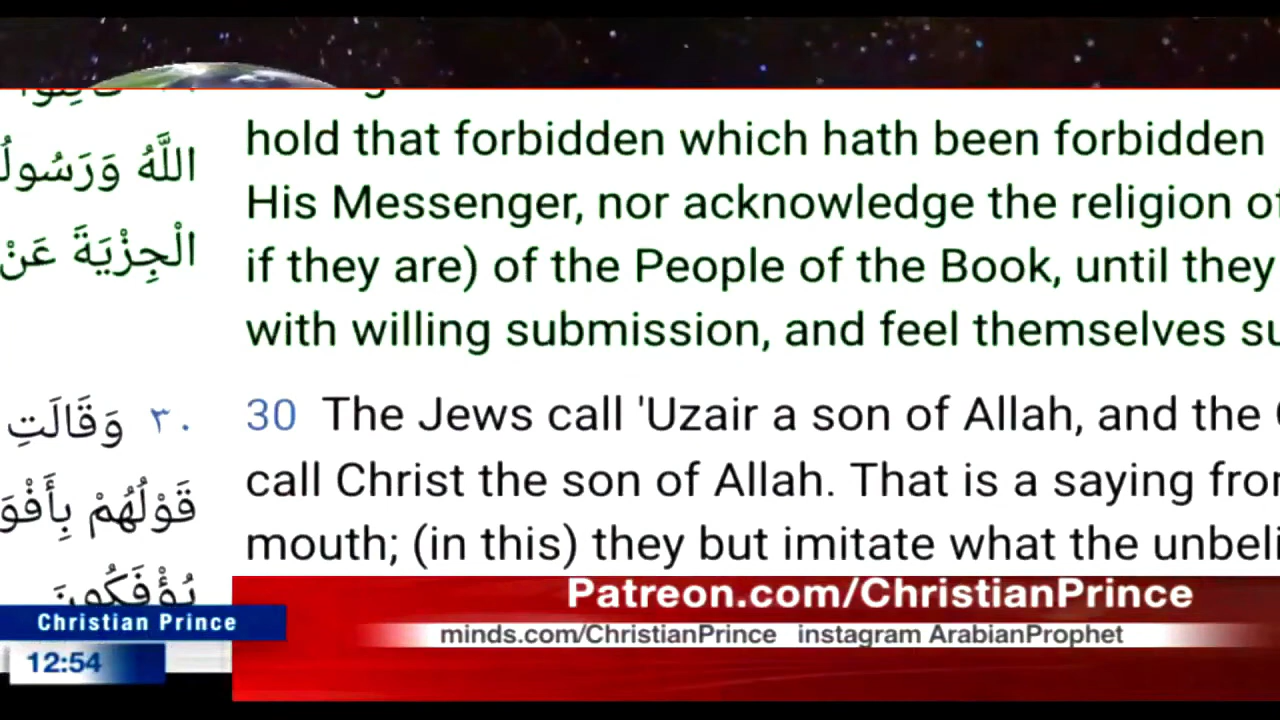 اللَّهُ وَرَسُولُ
الْجِزْيَةَ عَنْ
hold that forbidden which hath been forbidden
His Messenger, nor acknowledge the religion of
if they are) of the People of the Book, until they
with willing submission, and feel themselves su
٣٠ وَقَالَتِ
قَوْلُهُمْ بِأَفْوَ
يُؤْفَكُونَ
30 The Jews call 'Uzair a son of Allah, and the C
call Christ the son of Allah. That is a saying from
mouth; (in this) they but imitate what the unbeli
Patreon.com/ChristianPrince
minds.com/ChristianPrince instagram ArabianProphet
Christian Prince
12:54